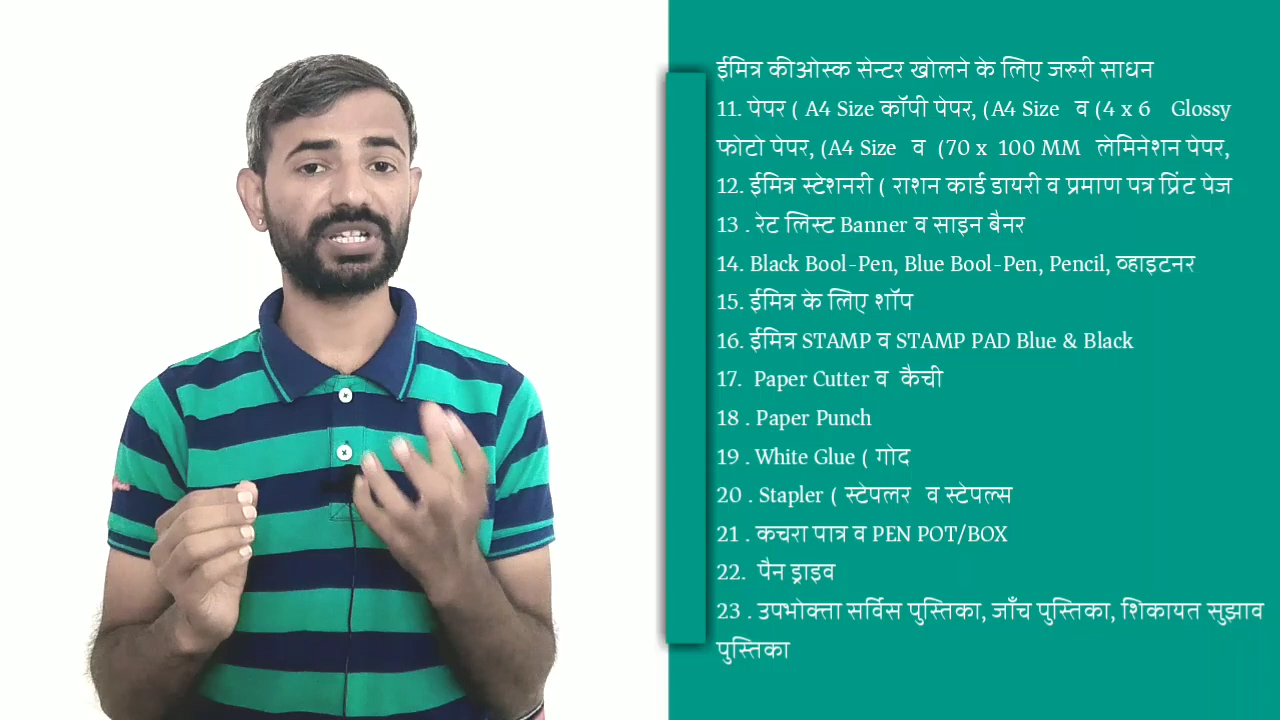 ईमित्र कीओस्क सेन्टर खोलने के लिए जरुरी साधन
11. पेपर ( A4 Size कॉपी पेपर, (A4 Size व (4 x 6 Glossy
फोटो पेपर, (A4 Size व (70 x 100 MM लेमिनेशन पेपर,
12. ईमित्र स्टेशनरी ( राशन कार्ड डायरी व प्रमाण पत्र प्रिंट पेज
13 . रेट लिस्ट Banner व साइन बैनर
14. Black Bool-Pen, Blue Bool-Pen, Pencil, व्हाइटनर
15. ईमित्र के लिए शॉप
16. ईमित्र STAMP व STAMP PAD Blue & Black
17. Paper Cutter व कैची
18 . Paper Punch
19 . White Glue ( गोद
20 . Stapler ( स्टेपलर व स्टेपल्स
21 . कचरा पात्र व PEN POT/BOX
22. पैन ड्राइव
23 . उपभोक्ता सर्विस पुस्तिका, जाँच पुस्तिका, शिकायत सुझाव
पुस्तिका